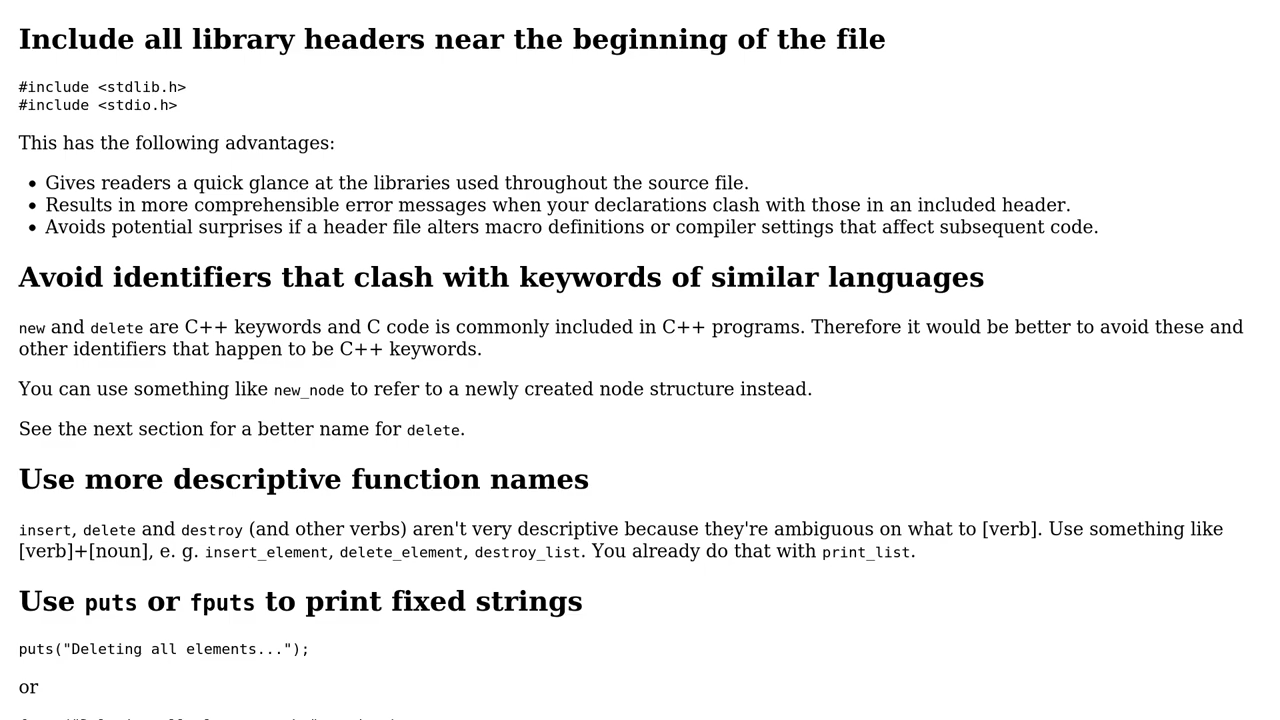 Include all library headers near the beginning of the file
#include <stdlib.h>
#include <stdio.h>
This has the following advantages:
• Gives readers a quick glance at the libraries used throughout the source file.
• Results in more comprehensible error messages when your declarations clash with those in an included header.
• Avoids potential surprises if a header file alters macro definitions or compiler settings that affect subsequent code.
Avoid identifiers that clash with keywords of similar languages
new and delete are C++ keywords and C code is commonly included in C++ programs. Therefore it would be better to avoid these and
other identifiers that happen to be C++ keywords.
You can use something like new_node to refer to a newly created node structure instead.
See the next section for a better name for delete.
Use more descriptive function names
insert, delete and destroy (and other verbs) aren't very descriptive because they're ambiguous on what to [verb]. Use something like
[verb]+[noun], e. g. insert_element, delete_element, destroy_list. You already do that with print_list.
Use puts or fputs to print fixed strings
puts("Deleting all elements...");
or